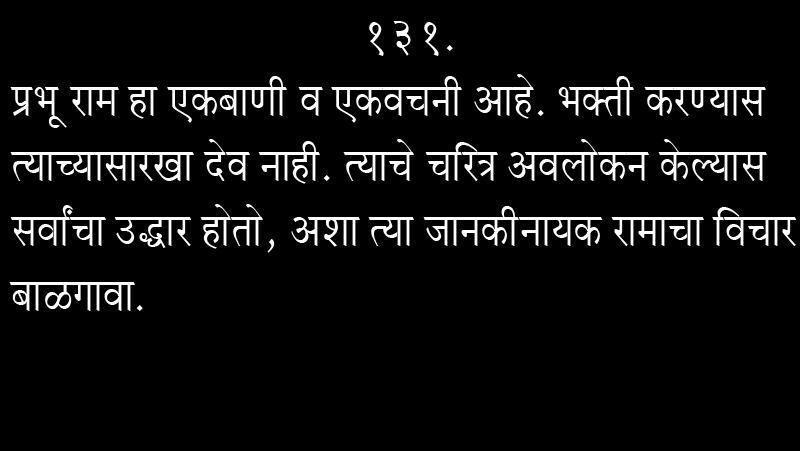 १३१.
प्रभू राम हा एकबाणी व एकवचनी आहे. भक्ती करण्यास
त्याच्यासारखा देव नाही. त्याचे चरित्र अवलोकन केल्यास
सर्वांचा उद्धार होतो, अशा त्या जानकीनायक रामाचा विचार
बाळगावा.